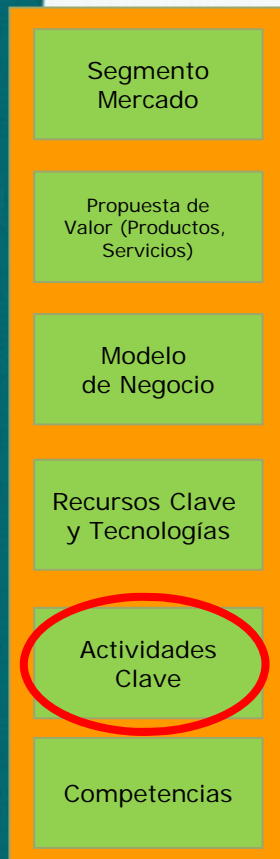 Segmento
Mercado
Propuesta de
Valor (Productos,
Servicios)
Modelo
de Negocio
Recursos Clave
y Tecnologías
Actividades
Clave
Competencias